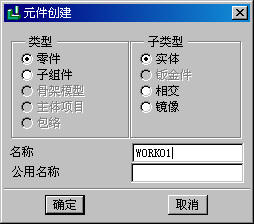 元件创建
类型
子类型
零件
实体
子组件
钣金件
骨架模型
相交
主体项目
镜像
包络
名称 WORK01
公用名称
确定 取消